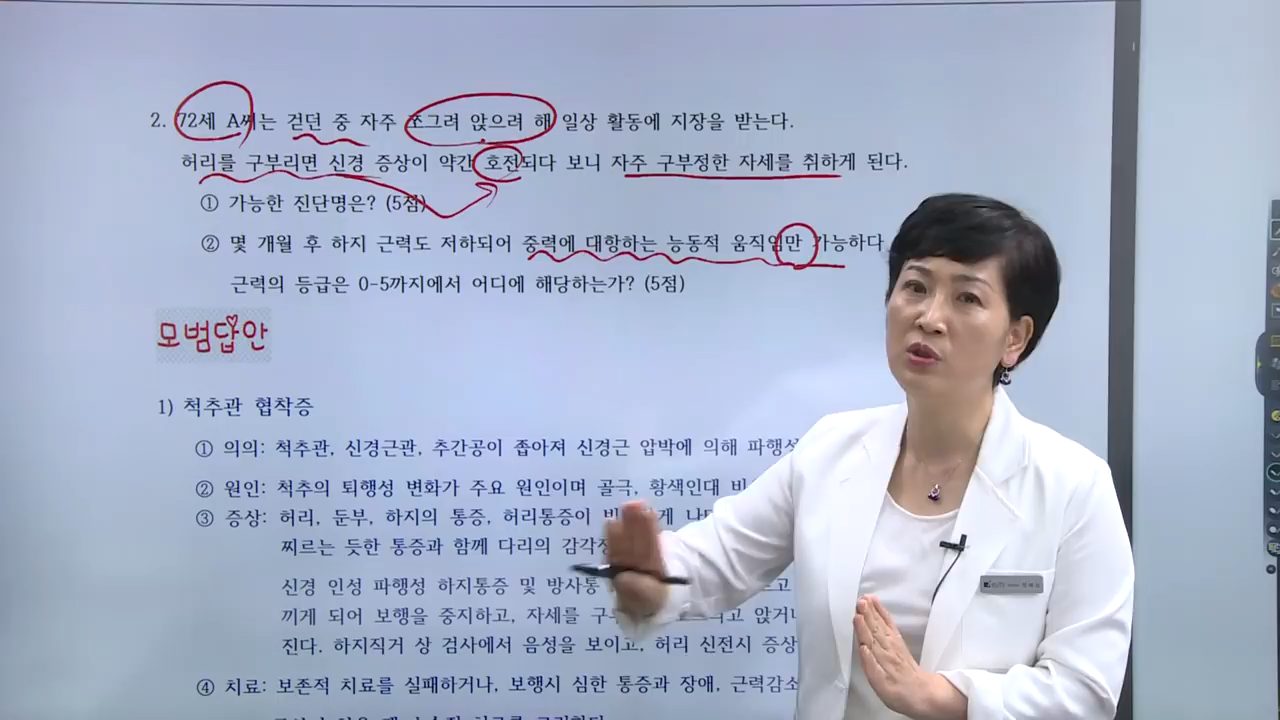 2. 72세 A씨는 걷던 중 자주 쪼그려 앉으려 해 일상 활동에 지장을 받는다.
허리를 구부리면 신경 증상이 약간 호전되다 보니 자주 구부정한 자세를 취하게 된다.
① 가능한 진단명은? (5점)
② 몇 개월 후 하지 근력도 저하되어 중력에 대항하는 능동적 움직임만 가능하다
근력의 등급은 0-5까지에서 어디에 해당하는가? (5점)
모범답안
1) 척추관 협착증
① 의의: 척추관, 신경근관, 추간공이 좁아져 신경근 압박에 의해 파행성
② 원인: 척추의 퇴행성 변화가 주요 원인이며 골극, 황색인대
③ 증상: 허리, 둔부, 하지의 통증, 허리통증이
찌르는 듯한 통증과 함께 다리의
신경 인성 파행성 하지통증 및 방사통
끼게 되어 보행을 중지하고, 자세를
진다. 하지직거 상 검사에서 음성을 보이고, 허리 신전시 증상
④ 치료: 보존적 치료를 실패하거나, 보행시 심한 통증과 장애, 근력감소